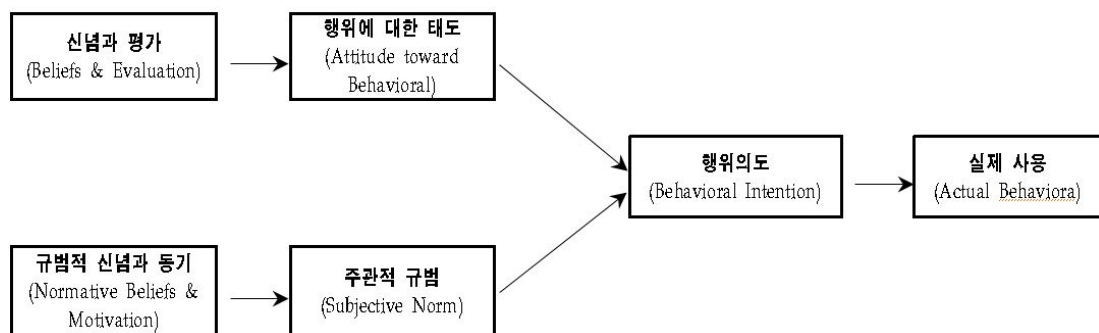 신념과 평가
(Beliefs & Evaluation)
행위에 대한 태도
(Attitude toward
Behavioral)
행위의도
(Behavioral Intention)
실제 사용
(Actual Behaviora)
규범적 신념과 동기
(Normative Beliefs &
Motivation)
주관적 규범
(Subjective Norm)